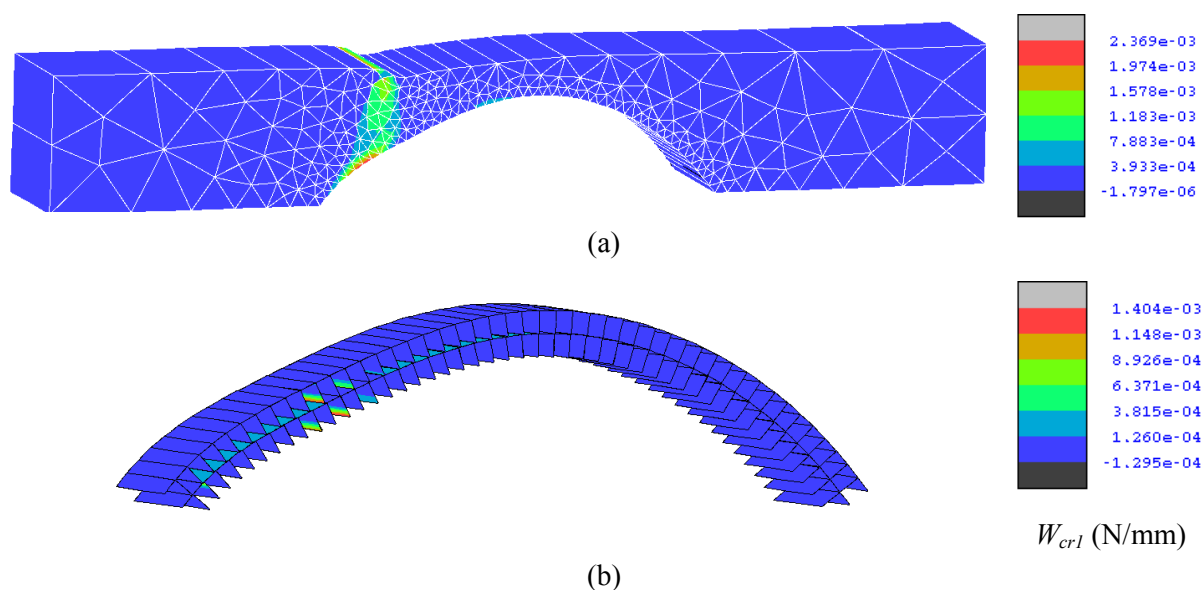 2.369e-03
1.974e-03
1.578e-03
1.183e-03
7.883e-04
3.933e-04
-1.797e-06
(a)
1.404e-03
1.148e-03
8.926e-04
6.371e-04
3.815e-04
1.260e-04
-1.295e-04
Wcr1 (N/mm)
(b)